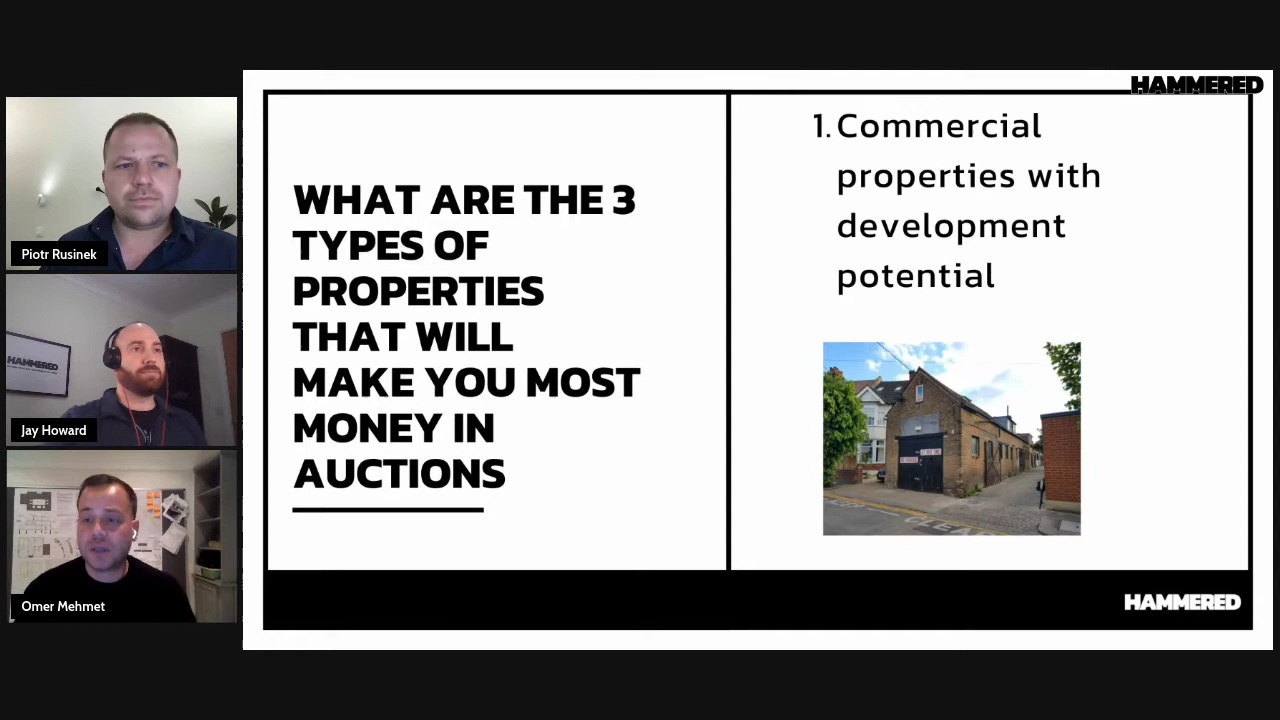 Piotr Rusinek
HAMMERED
Jay Howard
Omer Mehmet
HAMMERED
WHAT ARE THE 3
TYPES OF
PROPERTIES
THAT WILL
MAKE YOU MOST
MONEY IN
AUCTIONS
1. Commercial
properties with
development
potential
HAMMERED